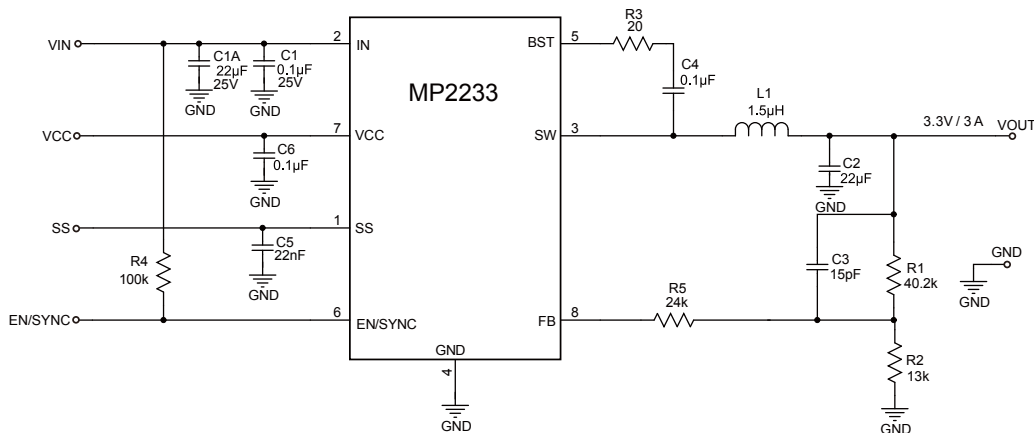 VIN
2
IN
C1A
22µF
25V
GND
C1
0.1µF
25V
GND
MP2233
BST
5
R3
20
C4
0.1µF
VCC
7
VCC
C6
0.1µF
GND
SW
3
L1
1.5µH
3.3V / 3 A
VOUT
C2
22µF
GND
SS
1
SS
C5
22nF
GND
R4
100k
C3
15pF
R1
40.2k
GND
GND
EN/SYNC
6
EN/SYNC
FB
8
R5
24k
GND
4
GND
R2
13k
GND